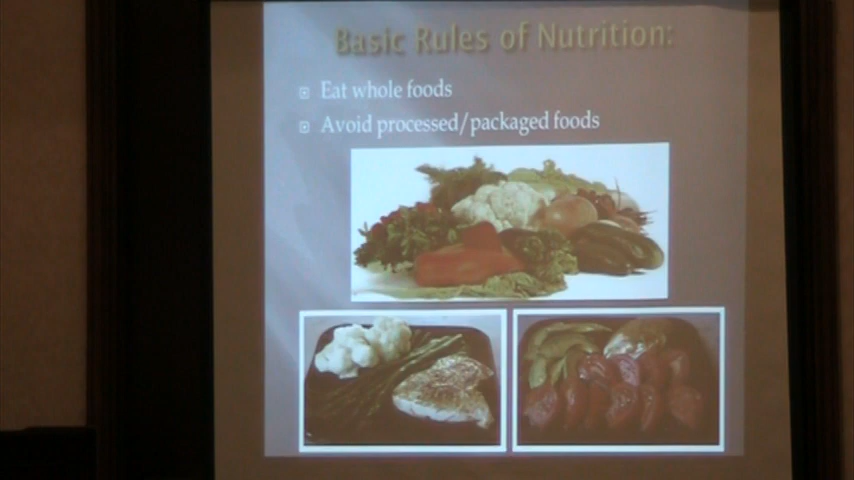 Basic Rules of Nutrition:
Eat whole foods
Avoid processed/packaged foods